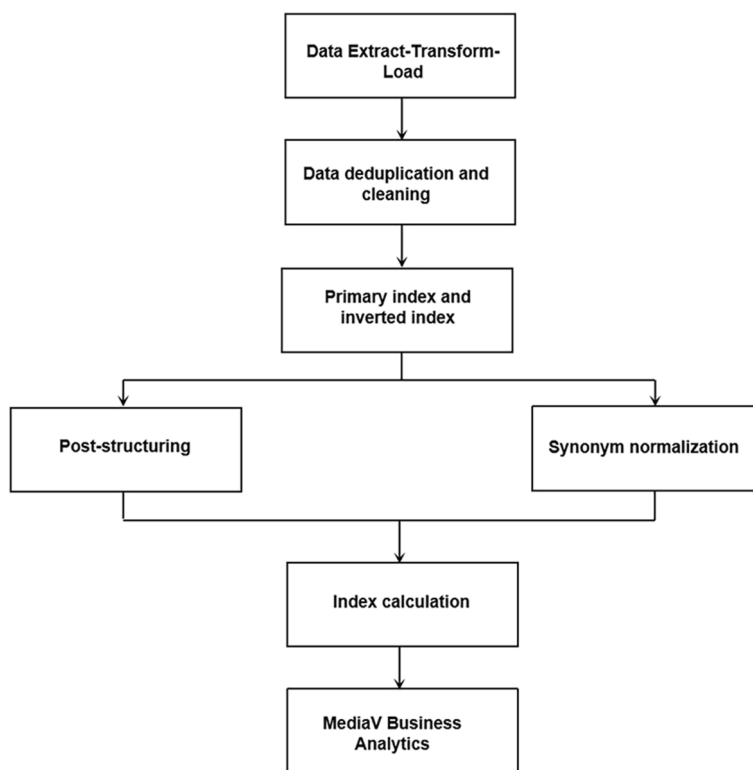 Data Extract-Transform-
Load
Data deduplication and
cleaning
Primary index and
inverted index
Post-structuring
Synonym normalization
Index calculation
MediaV Business
Analytics